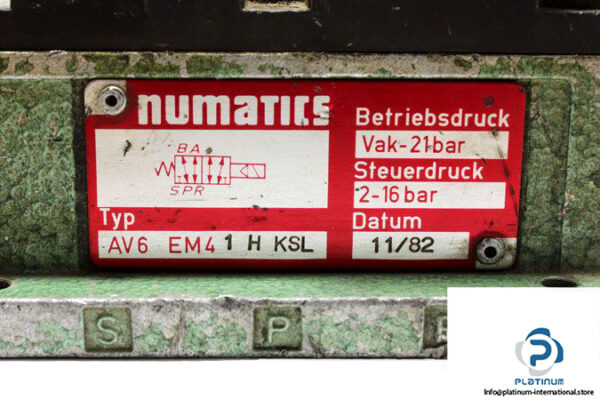 numatics
Betriebsdruck
Vak-21bar
Steuerdruck
2-16 bar
BA
SPR
Typ
AV6 EM4 1 H KSL
Datum
11/82
S
P
PLATINUM
Info@platinum-international.store